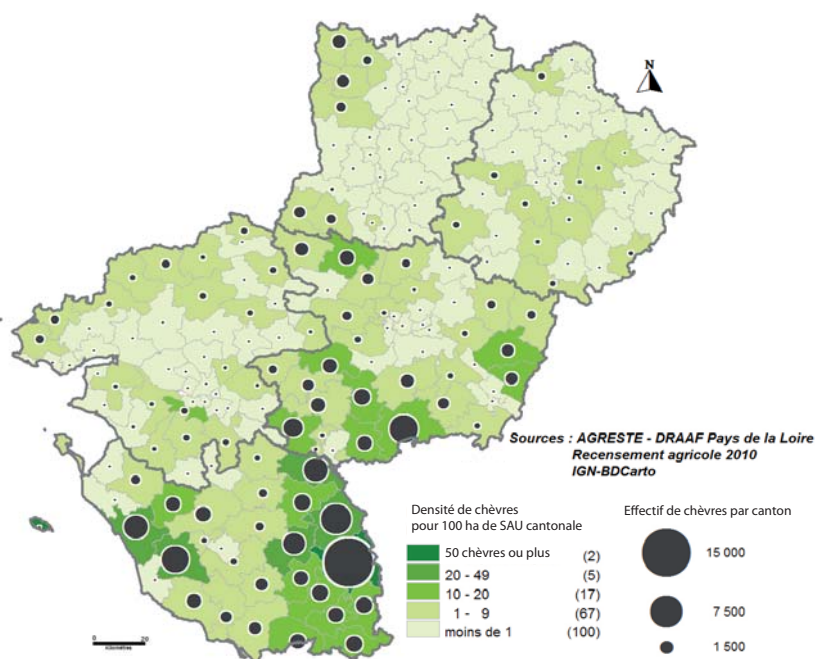 N
Sources : AGRESTE - DRAAF Pays de la Loire
Recensement agricole 2010
IGN-BDCarto
Densité de chèvres
pour 100 ha de SAU cantonale
50 chèvres ou plus (2)
20 - 49 (5)
10 - 20 (17)
1 - 9 (67)
moins de 1 (100)
Effectif de chèvres par canton
15 000
7 500
1 500
0 20
Kilomètres